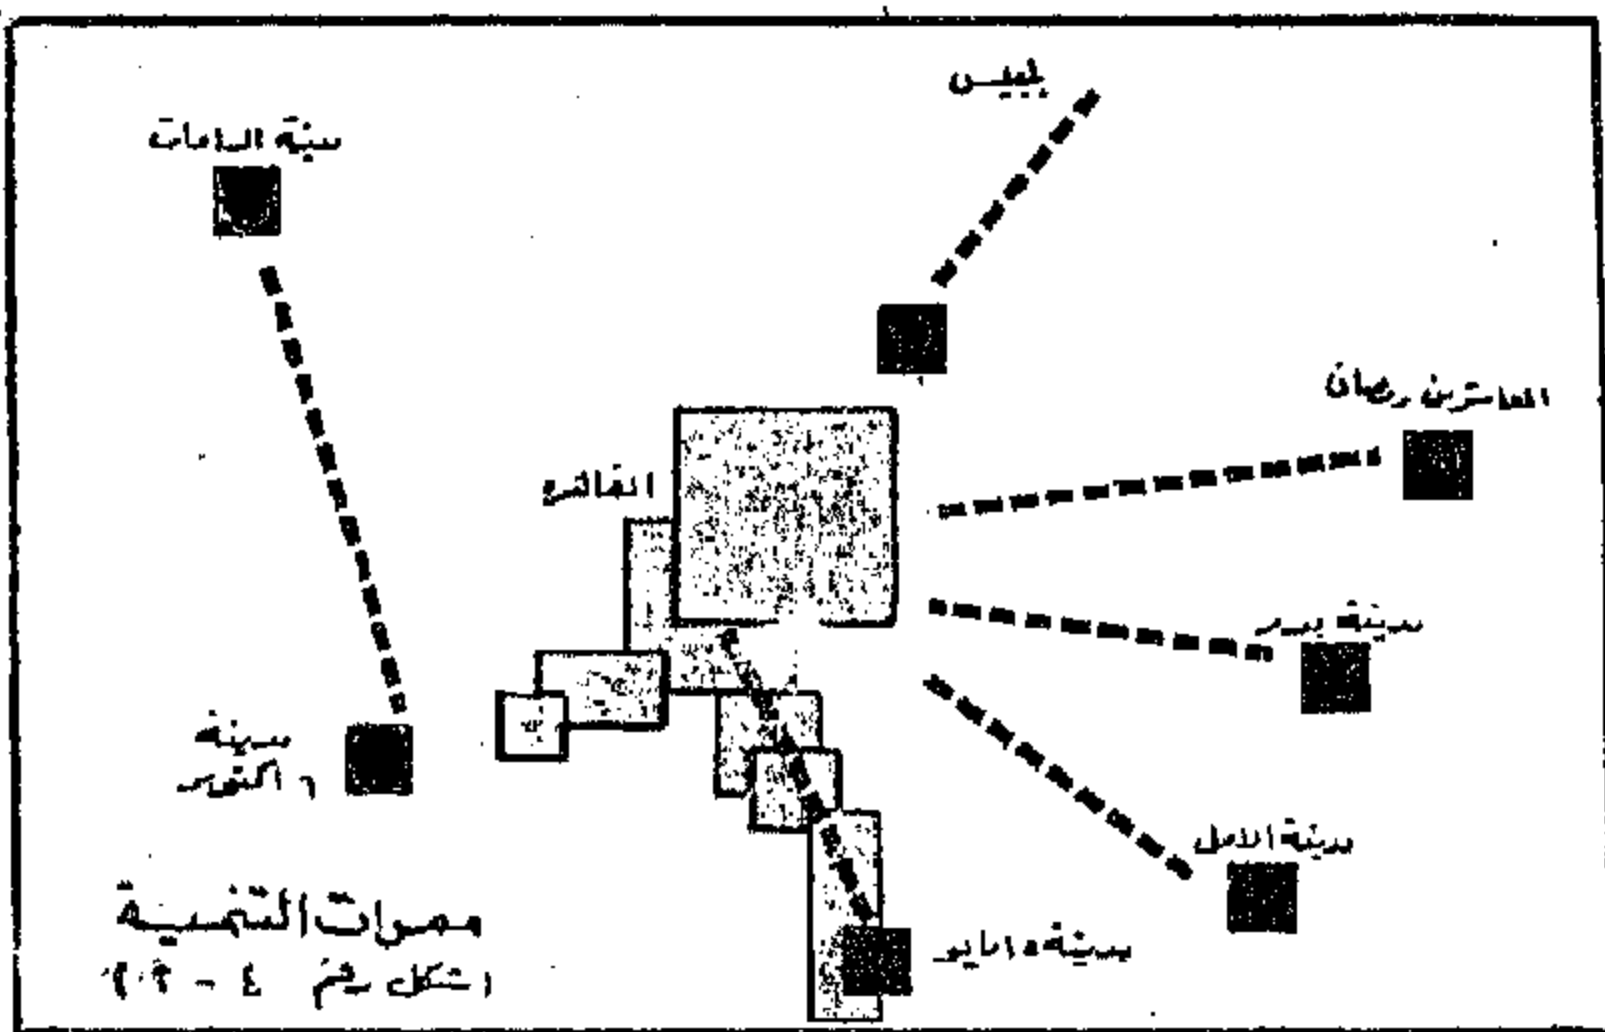 بلبيس
مدينة السادات
العاشر من رمضان
القاهرة
مدينة بدر
مدينة
٦ أكتوبر
مدينة الأمل
مدينة ١٥ مايو
ممرات التنمية
(شكل رقم ٤ -